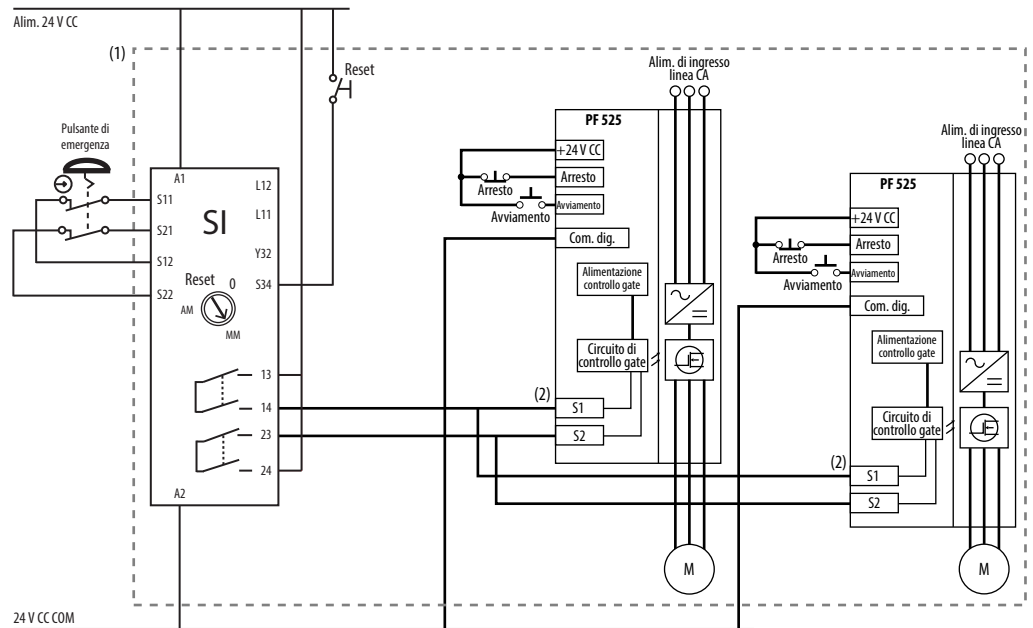 Alim. 24 V CC
(1)
Reset
Pulsante di
emergenza
A1
L12
S11
SI
L11
S21
Y32
S12
Reset
0
S34
S22
AM
MM
13
14
23
24
A2
24 V CC COM
Alim. di ingresso
linea CA
PF 525
+24 V CC
Arresto
Arresto
Avviamento
Avviamento
Com. dig.
Alimentazione
controllo gate
Circuito di
controllo gate
(2)
S1
S2
M
Alim. di ingresso
linea CA
PF 525
+24 V CC
Arresto
Arresto
Avviamento
Avviamento
Com. dig.
Alimentazione
controllo gate
Circuito di
controllo gate
(2)
S1
S2
M